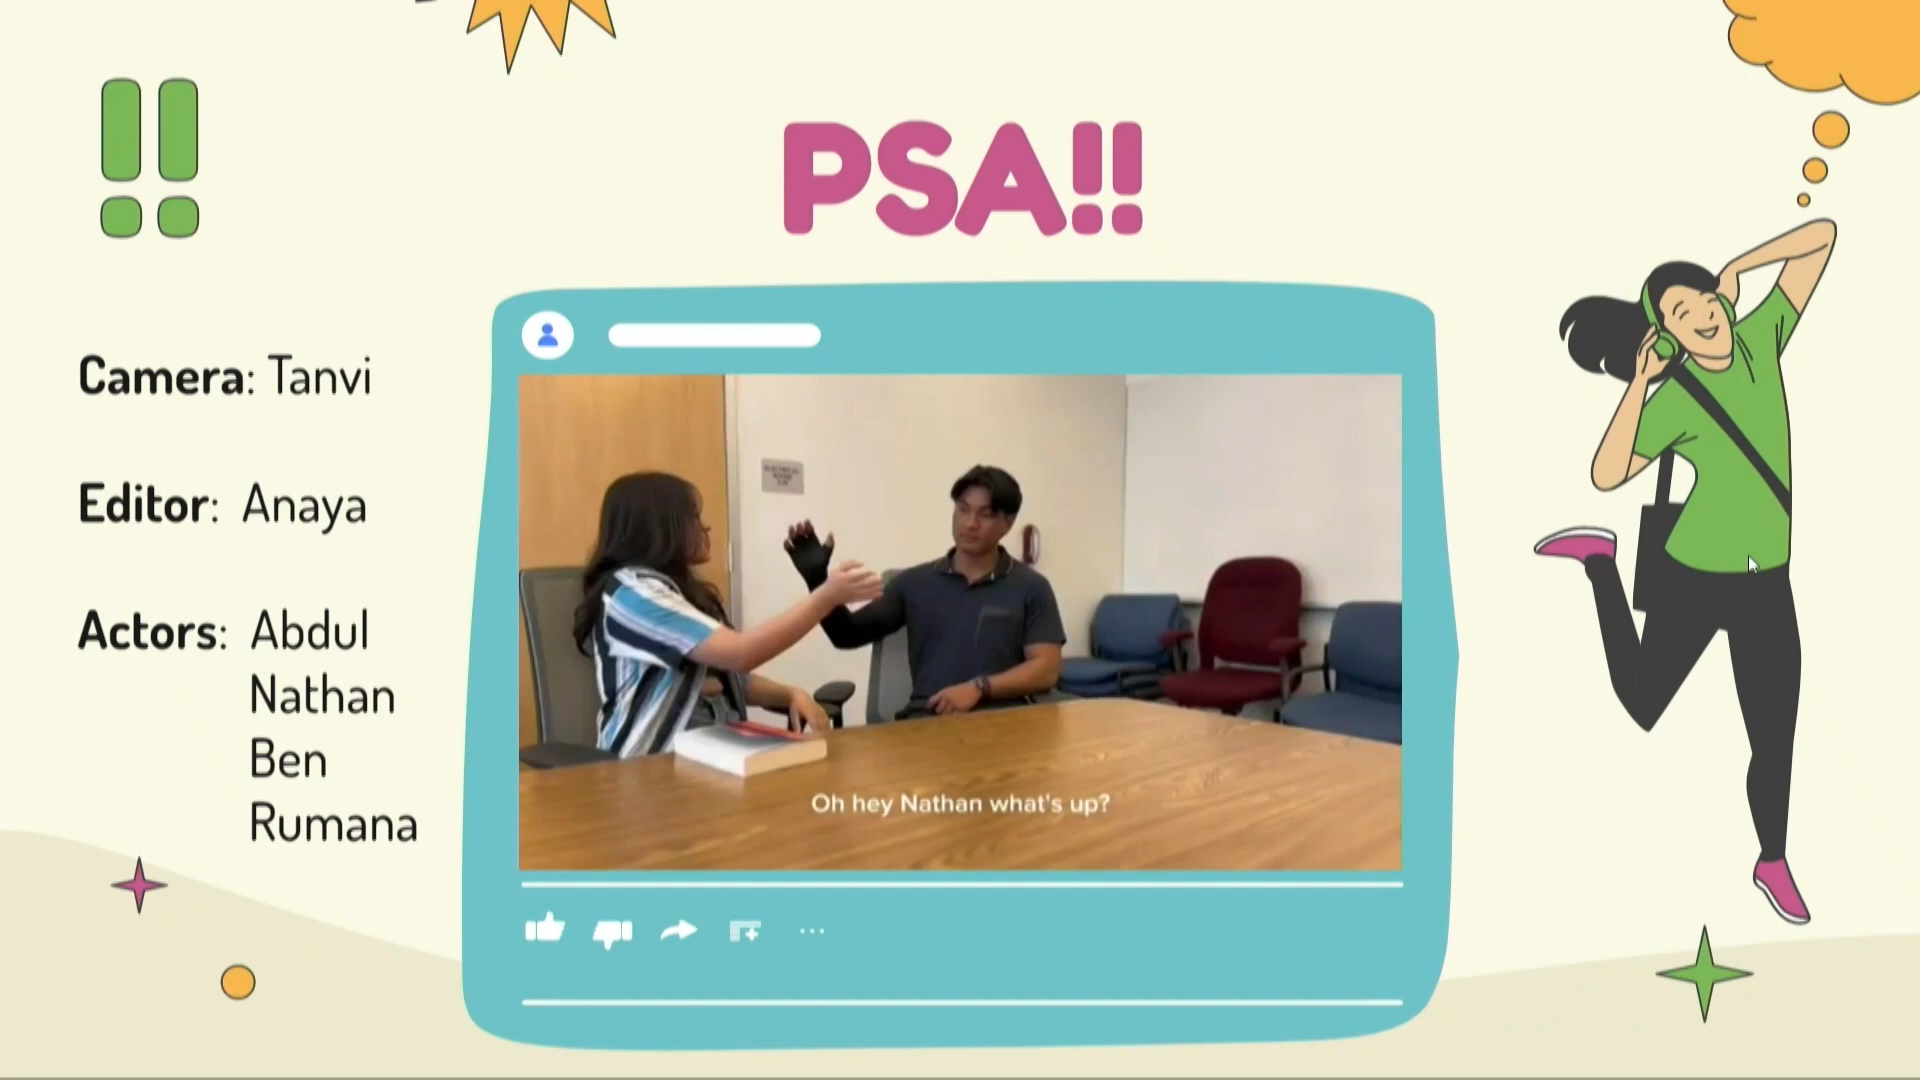 PSA!!
Camera: Tanvi
Editor: Anaya
Actors: Abdul
Nathan
Ben
Rumana
Oh hey Nathan what's up?